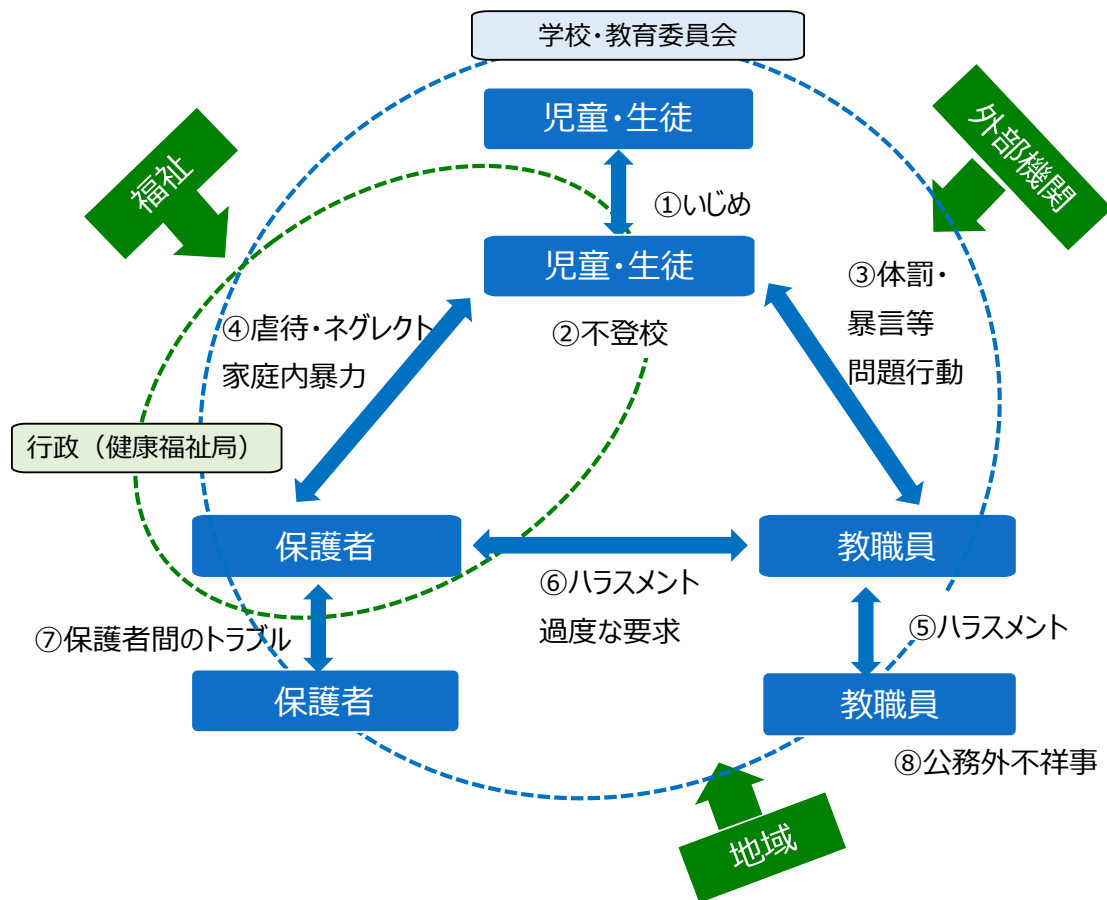 学校・教育委員会
児童・生徒
外部機関
福祉
①いじめ
児童・生徒
③体罰・
暴言等
問題行動
④虐待・ネグレクト
家庭内暴力
②不登校
行政（健康福祉局）
保護者
教職員
⑥ハラスメント
過度な要求
⑦保護者間のトラブル
⑤ハラスメント
保護者
教職員
⑧公務外不祥事
地域